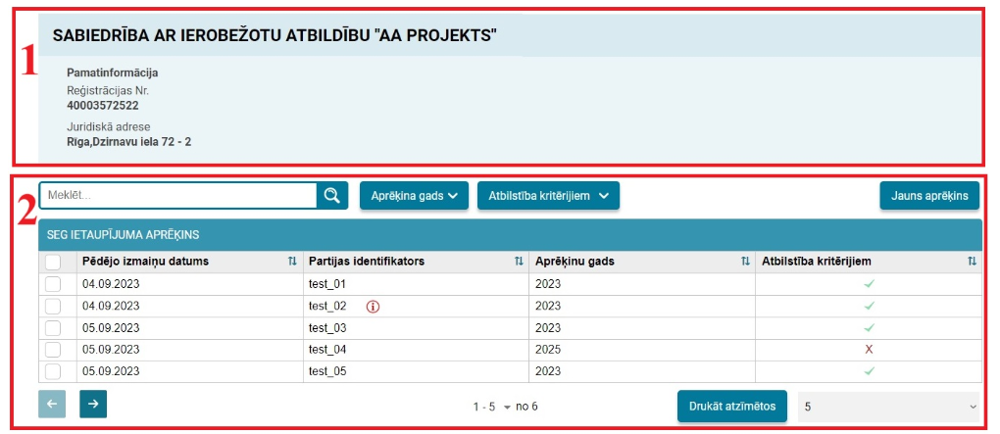 1
SABIEDRĪBA AR IEROBEŽOTU ATBILDĪBU "AA PROJEKTS"
Pamatinformācija
Reģistrācijas Nr.
40003572522
Juridiskā adrese
Rīga,Dzirnavu iela 72 - 2
2
Meklēt... Aprēķina gads Atbilstība kritērijiem Jauns aprēķins
SEG IETAUPĪJUMA APRĒĶINS
Pēdējo izmaiņu datums Partijas identifikators Aprēķinu gads Atbilstība kritērijiem
04.09.2023 test_01 2023
04.09.2023 test_02 2023
05.09.2023 test_03 2023
05.09.2023 test_04 2025 X
05.09.2023 test_05 2023
1 - 5 no 6 Drukāt atzīmētos 5